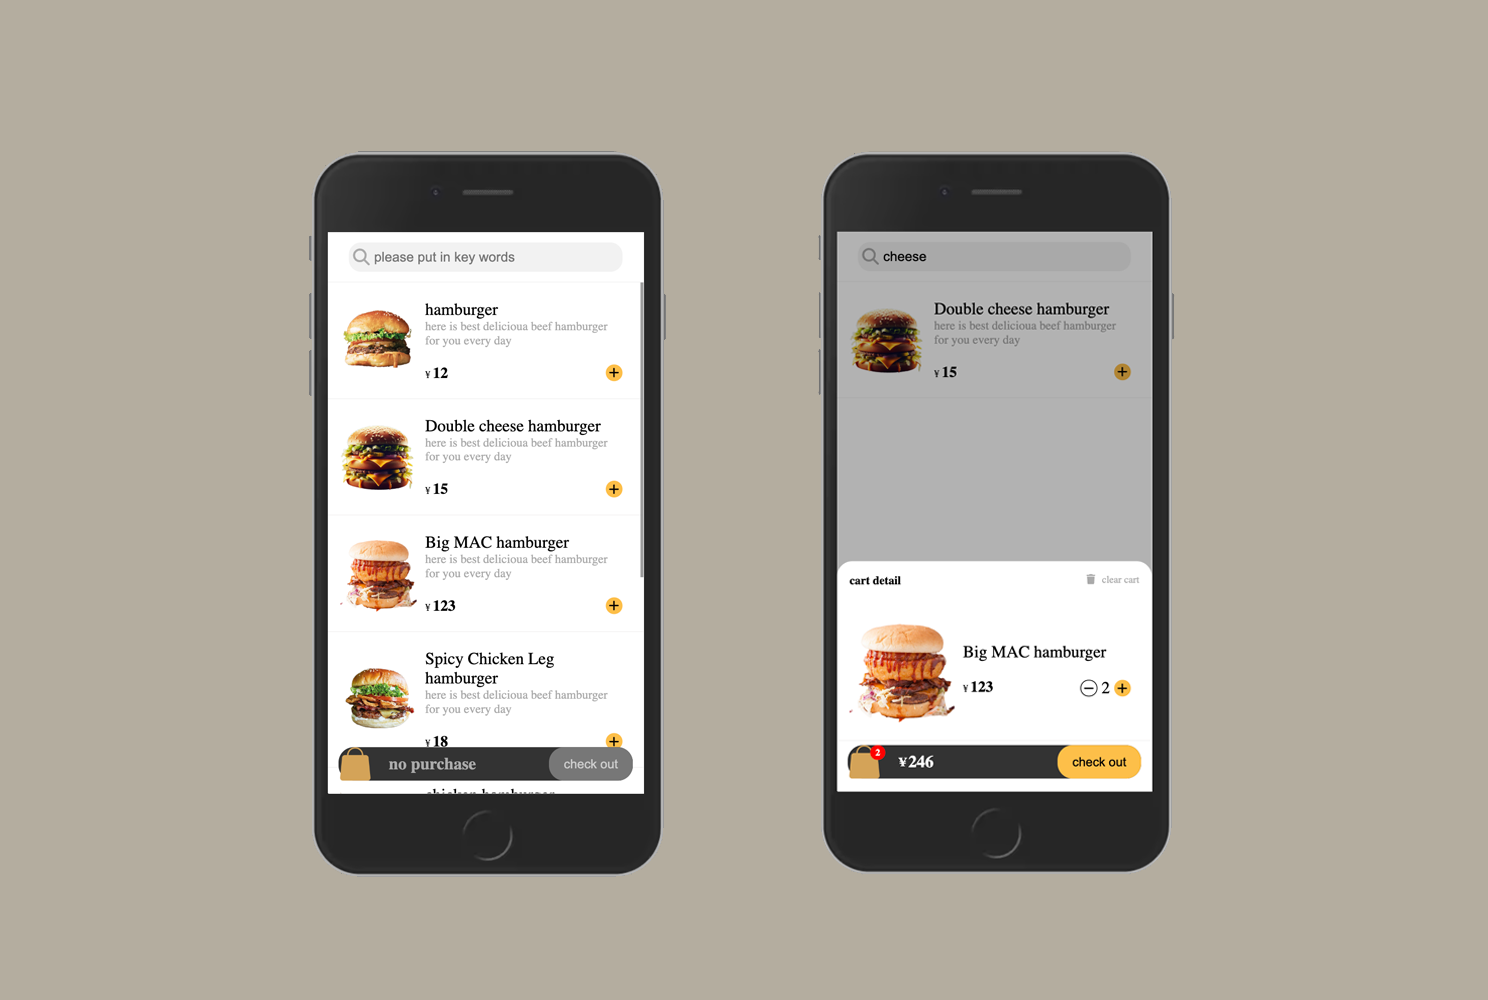 please put in key words
hamburger
here is best delicioua beef hamburger
for you every day
¥ 12
Double cheese hamburger
here is best delicioua beef hamburger
for you every day
¥ 15
Big MAC hamburger
here is best delicioua beef hamburger
for you every day
¥ 123
Spicy Chicken Leg
hamburger
here is best delicioua beef hamburger
for you every day
¥ 18
no purchase
check out
chicken hamburger
cheese
Double cheese hamburger
here is best delicioua beef hamburger
for you every day
¥ 15
cart detail
clear cart
Big MAC hamburger
¥ 123
2
2
¥246
check out